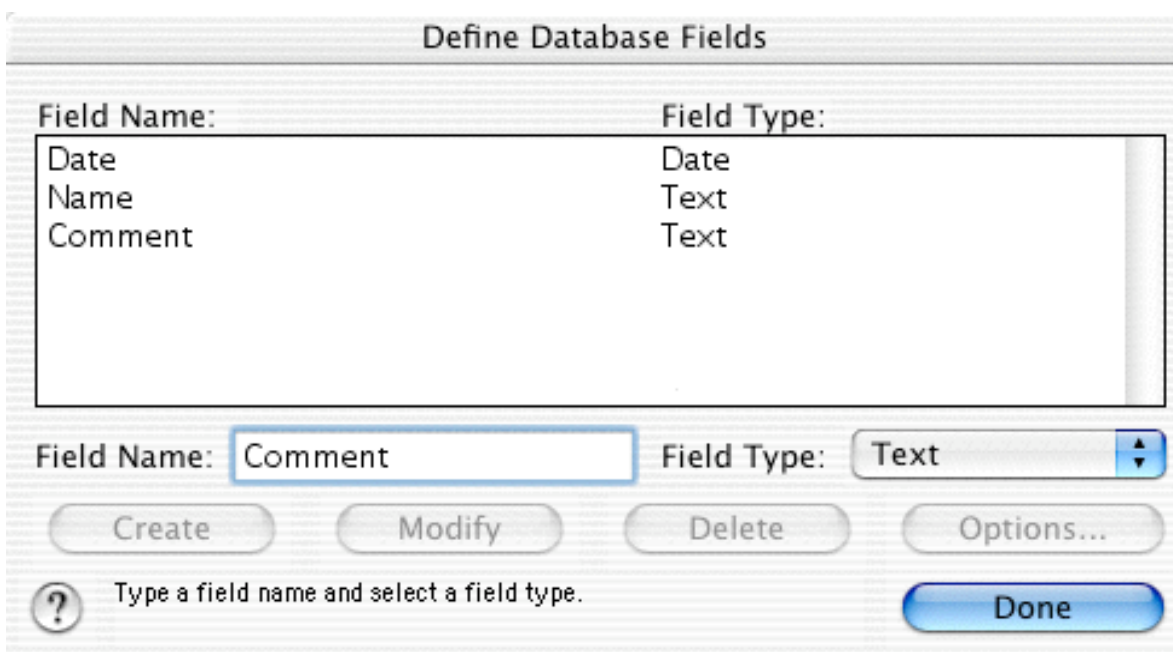 Define Database Fields
Field Name: Field Type:
Date Date
Name Text
Comment Text
Field Name: Comment Field Type: Text
Create Modify Delete Options...
? Type a field name and select a field type. Done